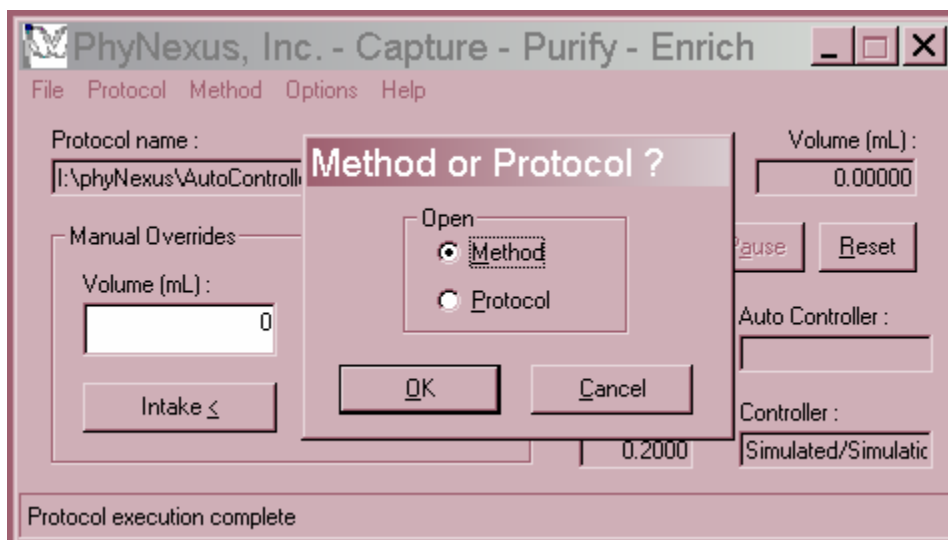 PhyNexus, Inc. - Capture - Purify - Enrich
File Protocol Method Options Help
Protocol name :
Volume (mL) :
I:\phyNexus\AutoControlle
0.00000
Method or Protocol ?
Open
Method
Protocol
OK
Cancel
Manual Overrides
Volume (mL) :
0
Intake <
Pause
Reset
Auto Controller :
Controller :
0.2000
Simulated/Simulatic
Protocol execution complete